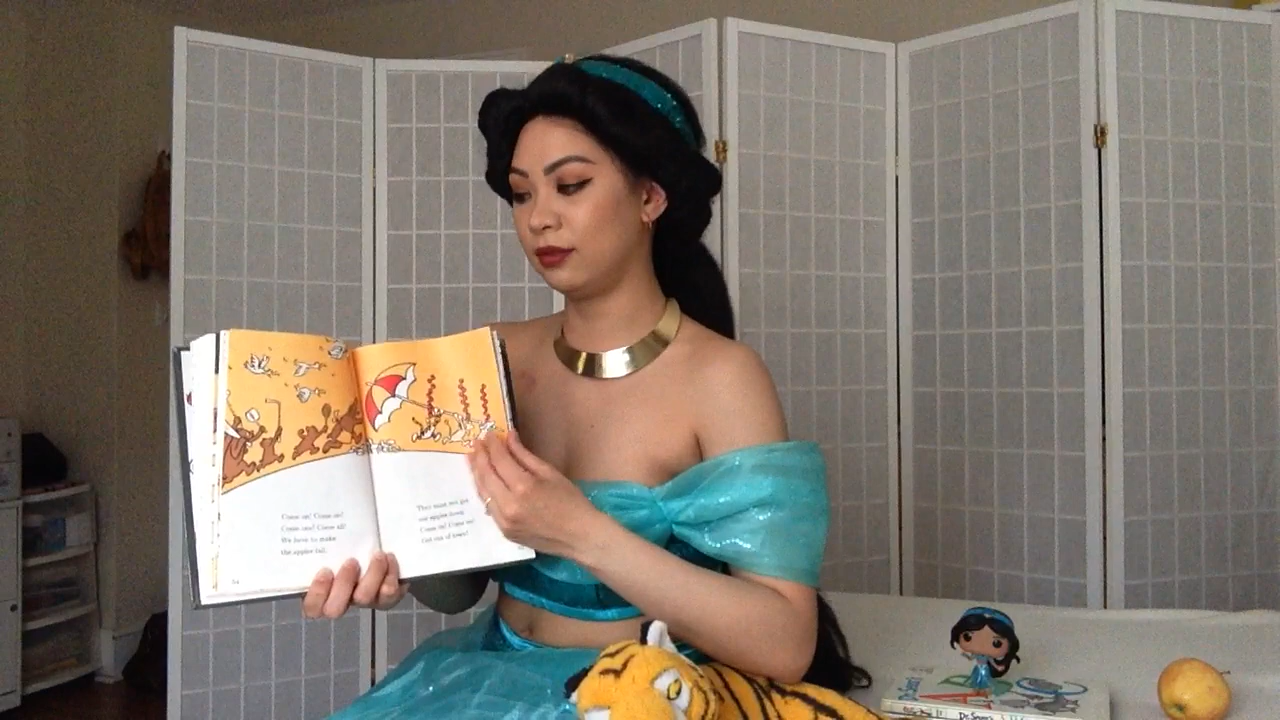 Come on! Come on!
Come one! Come all!
We have to make
the apples fall.
54
They must not get
our apples down.
Come on! Come on!
Get out of town!
Dr. Seuss's